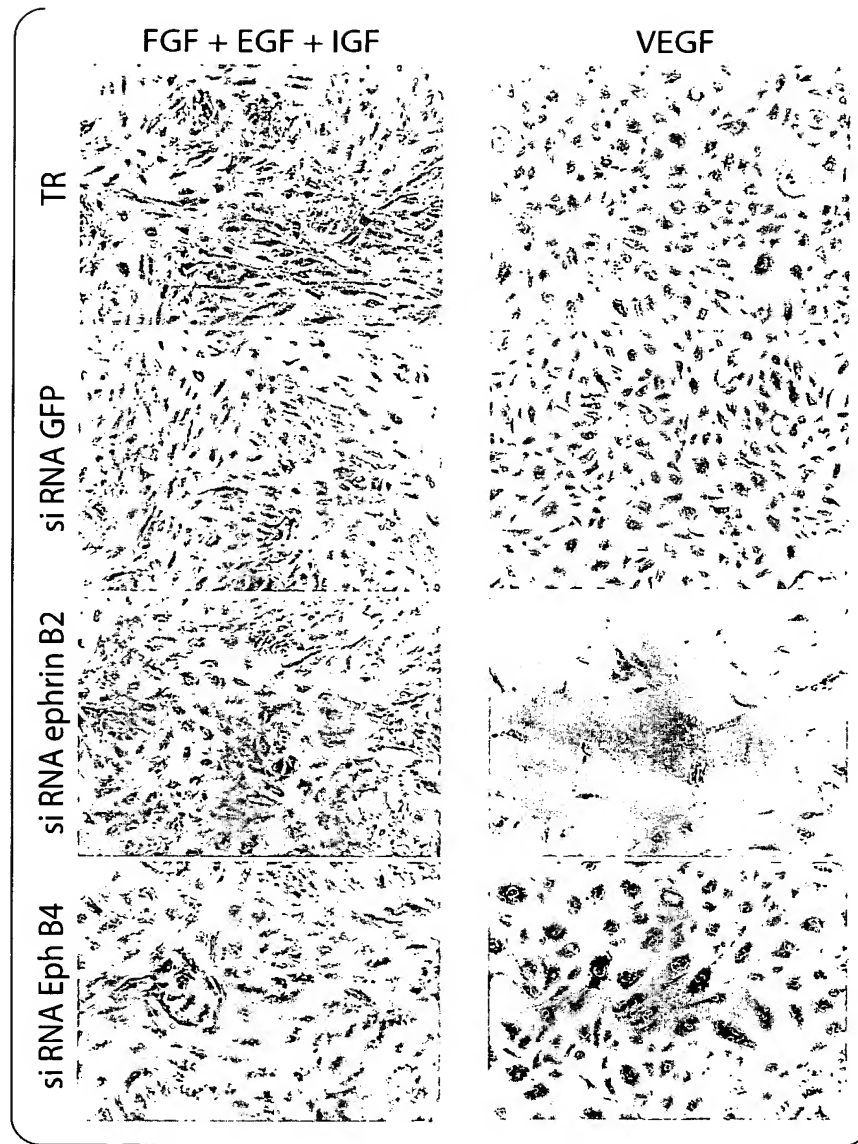 FGF + EGF + IGF
VEGF
TR
si RNA GFP
si RNA ephrin B2
si RNA Eph B4